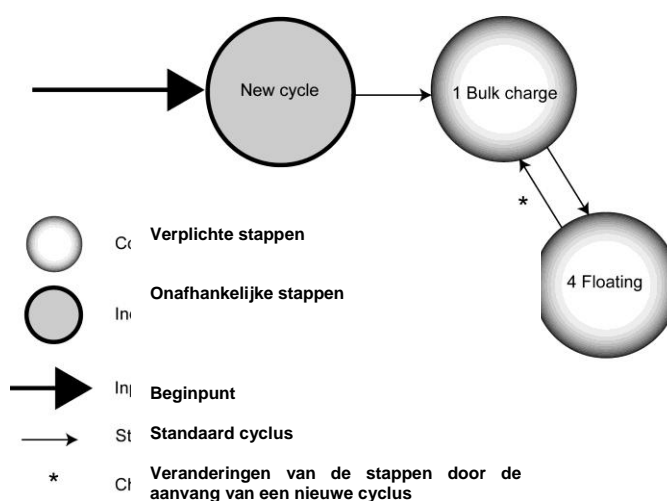 New cycle
1 Bulk charge
*
4 Floating
Verplichte stappen
Onafhankelijke stappen
Beginpunt
Standaard cyclus
* Veranderingen van de stappen door de
aanvang van een nieuwe cyclus